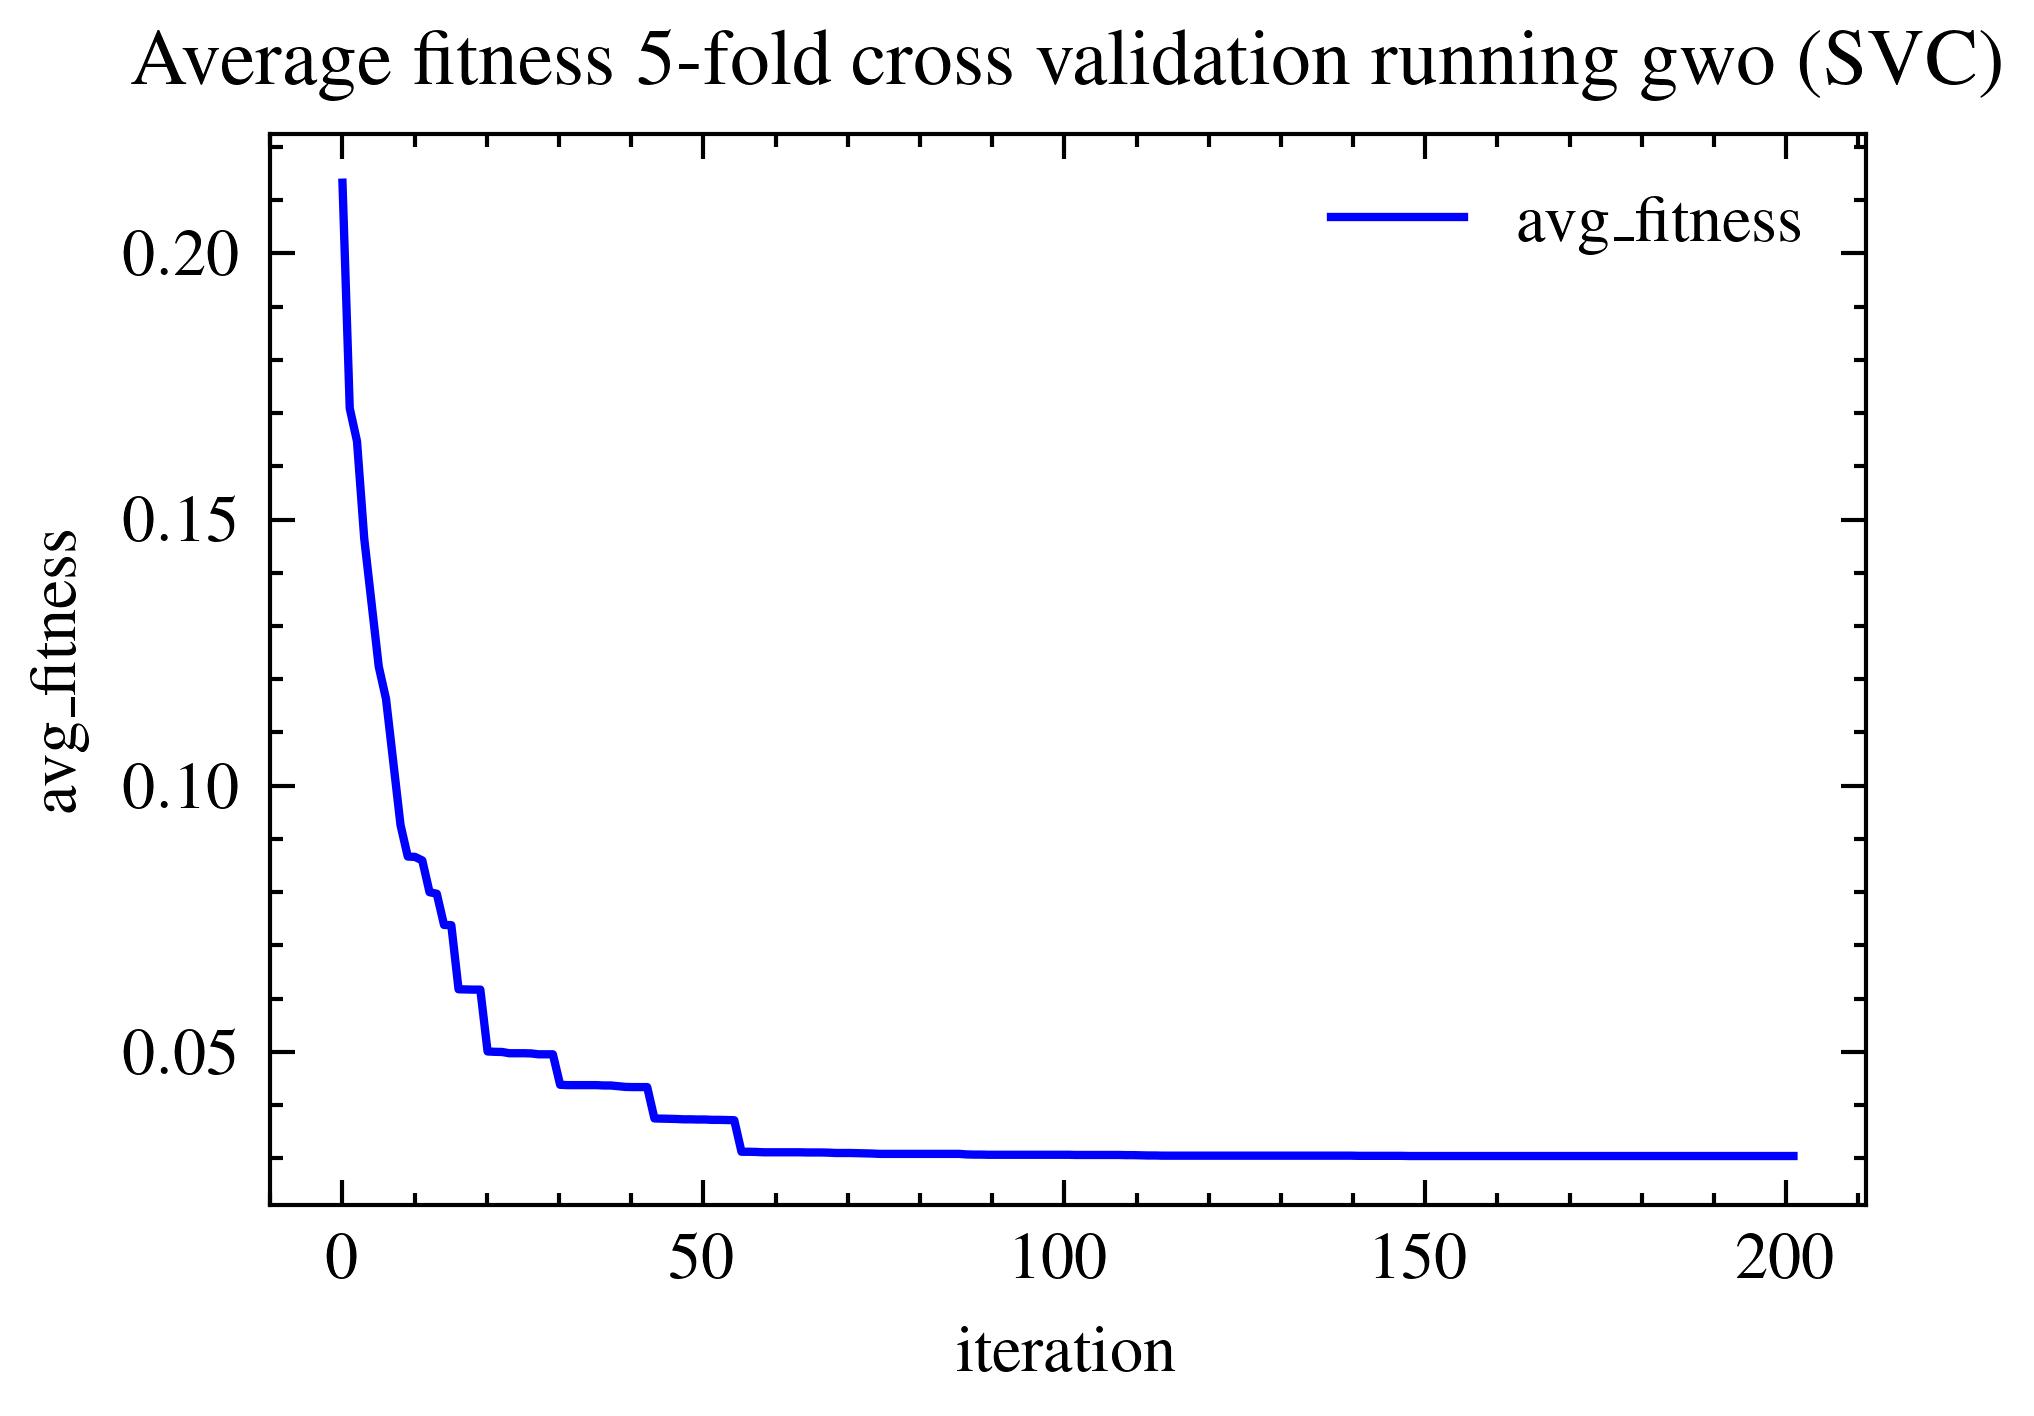 Average fitness 5-fold cross validation running gwo (SVC)
avg_fitness
0.20
0.15
0.10
0.05
avg_fitness
0 50 100 150 200
iteration